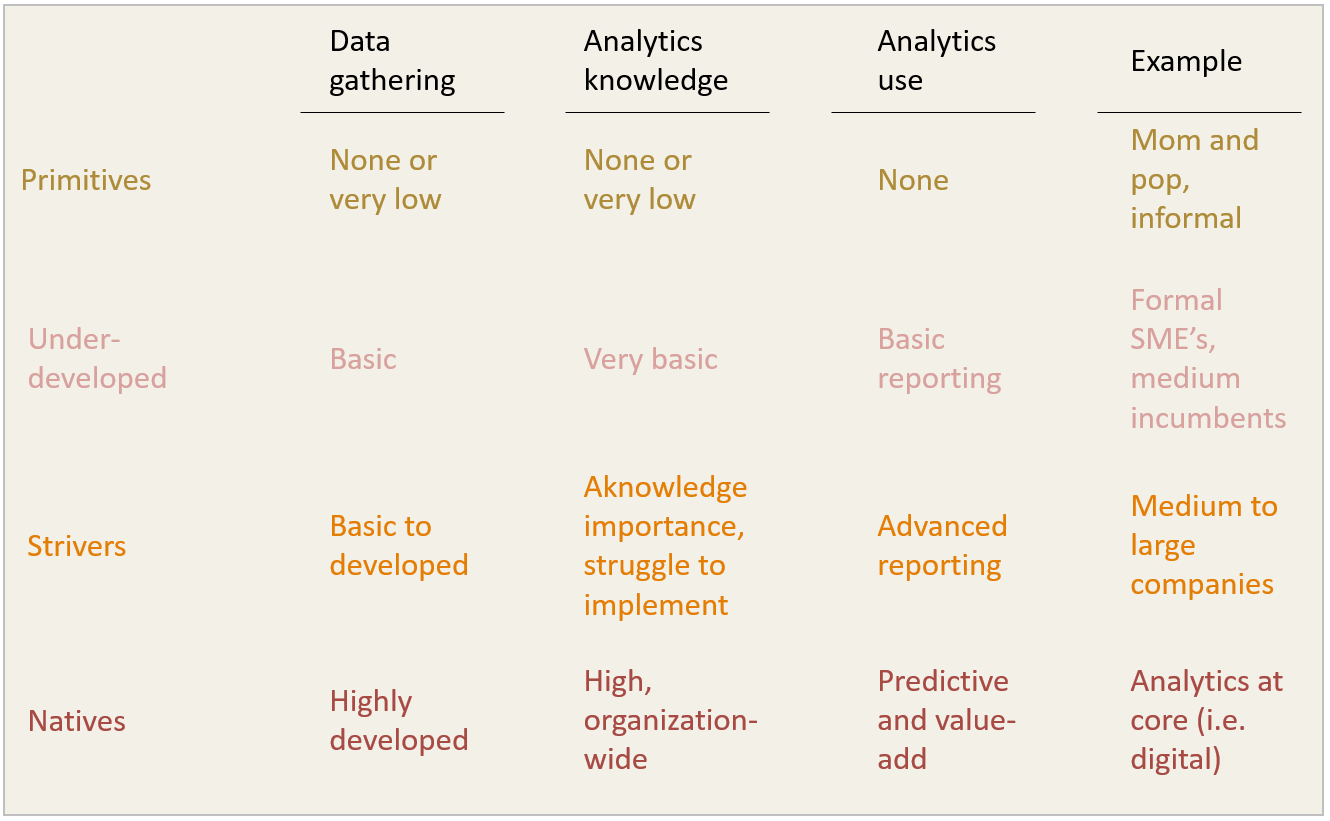 Data
gathering
Analytics
knowledge
Analytics
use
Example
Primitives
None or
very low
None or
very low
None
Mom and
pop,
informal
Under-
developed
Basic
Very basic
Basic
reporting
Formal
SME’s,
medium
incumbents
Strivers
Basic to
developed
Aknowledge
importance,
struggle to
implement
Advanced
reporting
Medium to
large
companies
Natives
Highly
developed
High,
organization-
wide
Predictive
and value-
add
Analytics at
core (i.e.
digital)